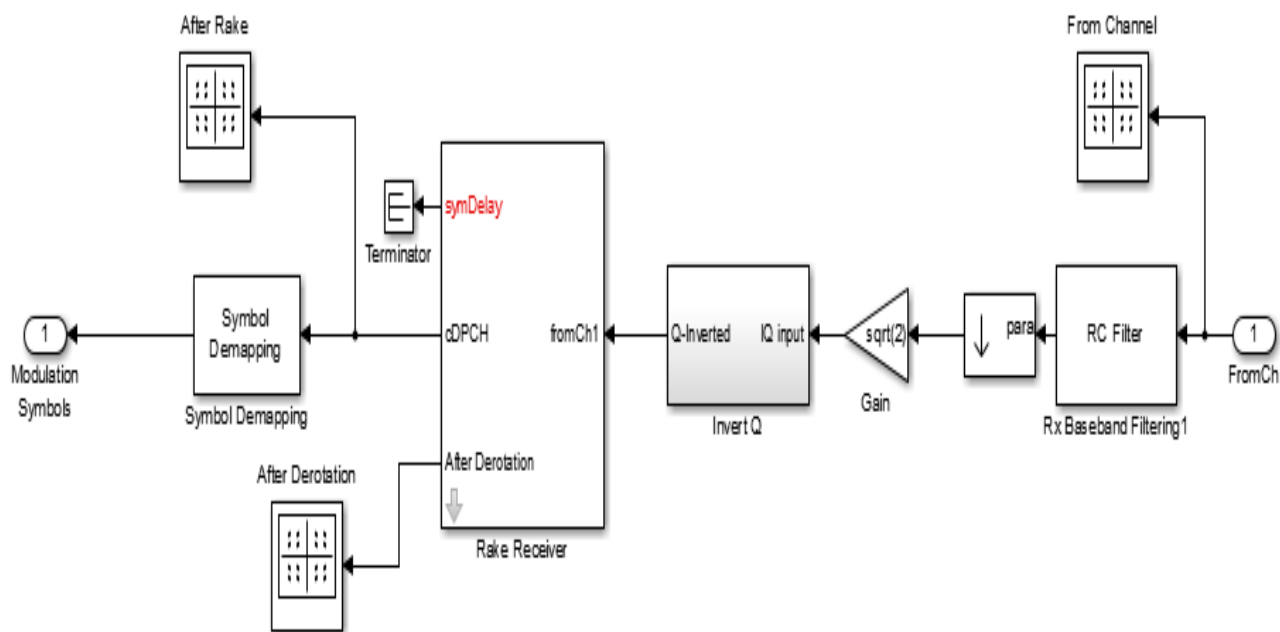 After Rake
From Channel
symDelay
Terminator
Symbol
Demapping
Symbol Demapping
1
Modulation
Symbols
cDPCH
fromCh1
Q-Inverted
IQ input
Invert Q
sqrt(2)
Gain
para
RC Filter
Rx Baseband Filtering1
1
FromCh
After Derotation
After Derotation
Rake Receiver